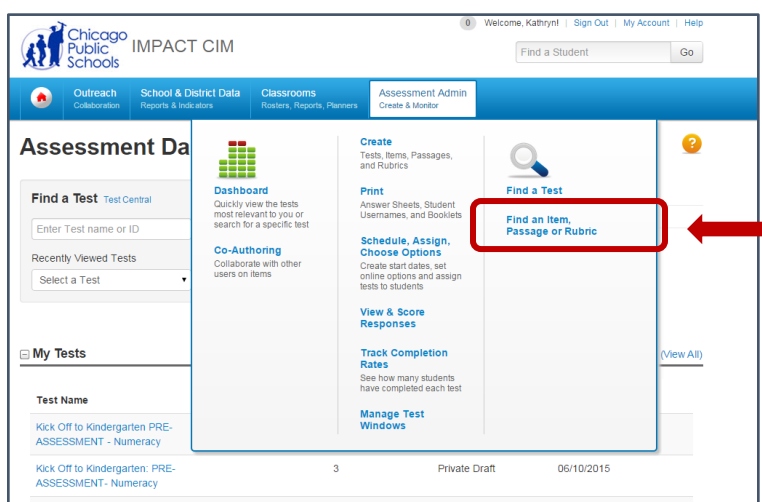 0 Welcome, Kathryn! | Sign Out | My Account | Help
Chicago
Public
Schools
IMPACT CIM
Find a Student
Go
Outreach
Collaboration
School & District Data
Reports & Indicators
Classrooms
Rosters, Reports, Planners
Assessment Admin
Create & Monitor
Assessment Da
?
Find a Test Test Central
Enter Test name or ID
Recently Viewed Tests
Select a Test
Dashboard
Quickly view the tests
most relevant to you or
search for a specific test
Co-Authoring
Collaborate with other
users on items
Create
Tests, Items, Passages,
and Rubrics
Print
Answer Sheets, Student
Usernames, and Booklets
Schedule, Assign,
Choose Options
Create start dates, set
online options and assign
tests to students
View & Score
Responses
Track Completion
Rates
See how many students
have completed each test
Manage Test
Windows
Find a Test
Find an Item,
Passage or Rubric
My Tests
(View All)
Test Name
Kick Off to Kindergarten PRE-
ASSESSMENT - Numeracy
Kick Off to Kindergarten: PRE-
ASSESSMENT- Numeracy
3 Private Draft 06/10/2015